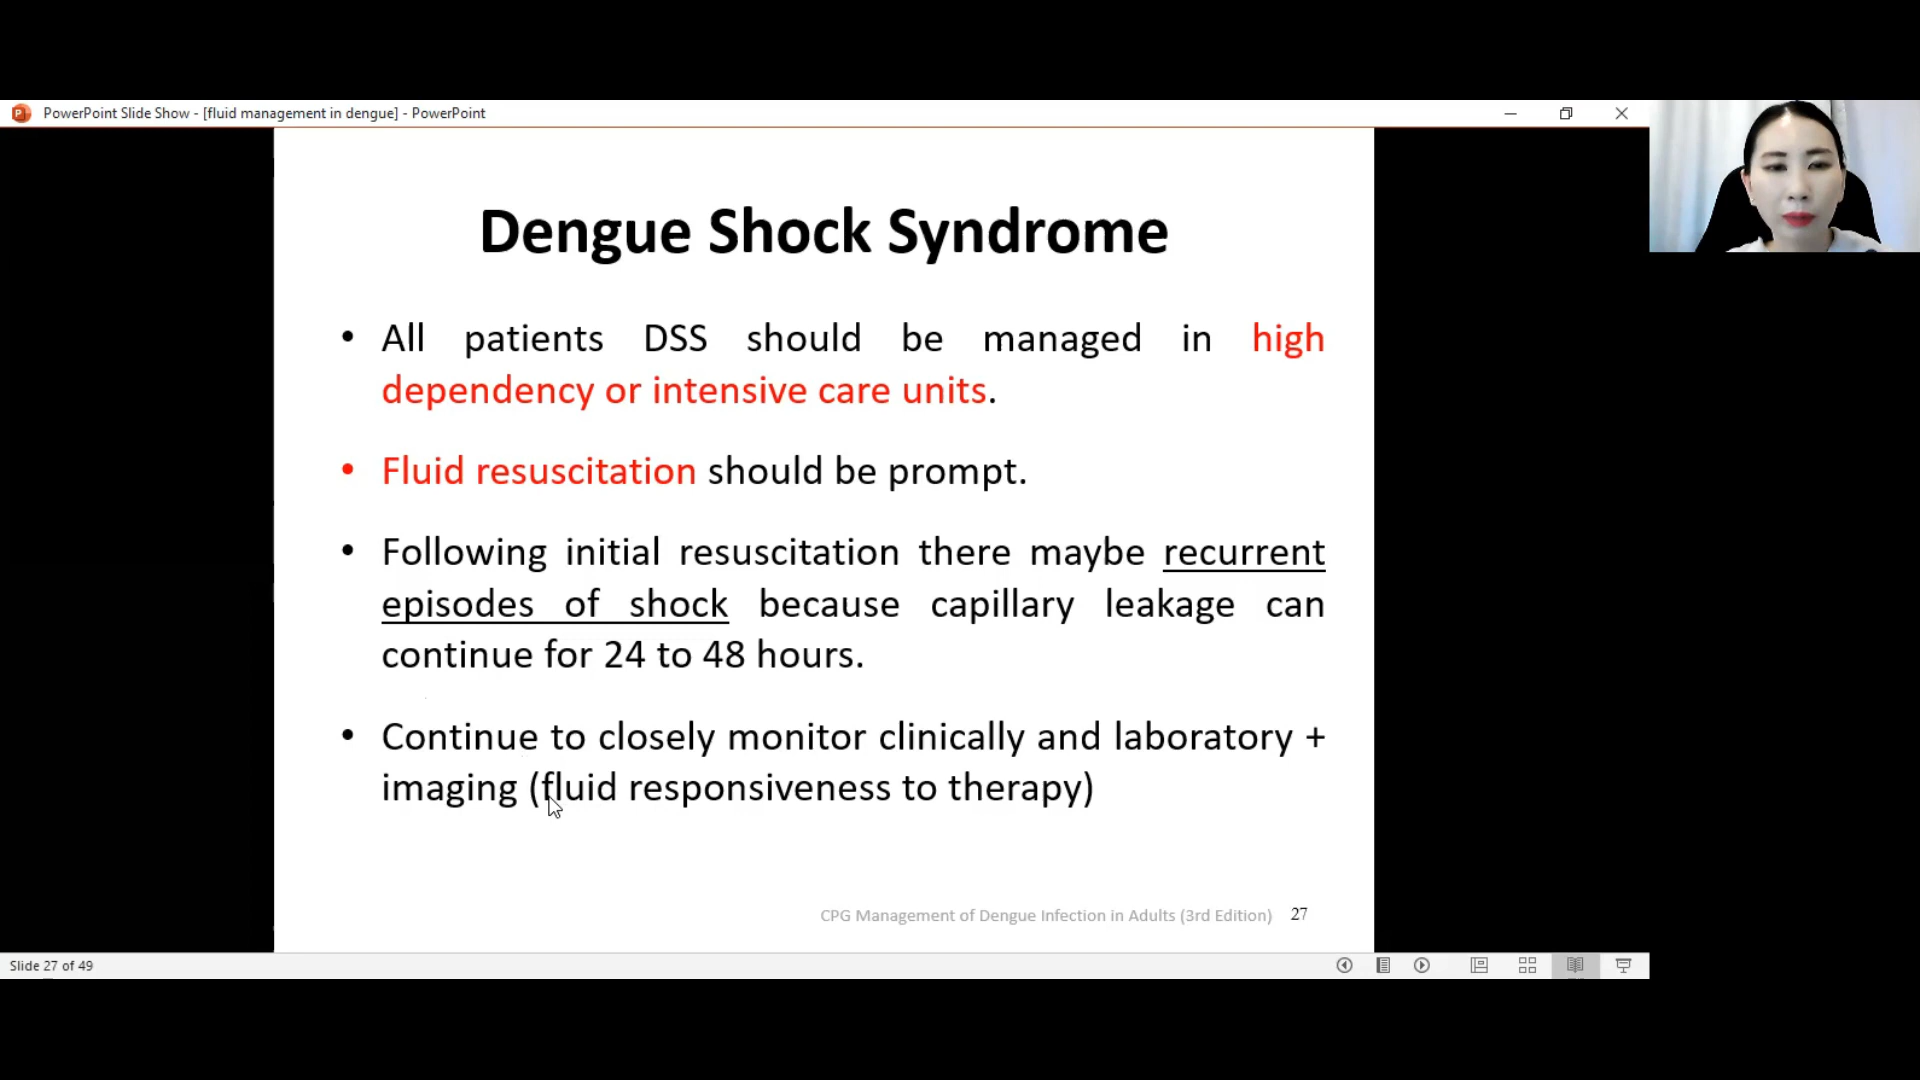 PowerPoint Slide Show - [fluid management in dengue] - PowerPoint
Dengue Shock Syndrome
• All patients DSS should be managed in high
dependency or intensive care units.
• Fluid resuscitation should be prompt.
• Following initial resuscitation there maybe recurrent
episodes of shock because capillary leakage can
continue for 24 to 48 hours.
• Continue to closely monitor clinically and laboratory +
imaging (fluid responsiveness to therapy)
CPG Management of Dengue Infection in Adults (3rd Edition) 27
Slide 27 of 49